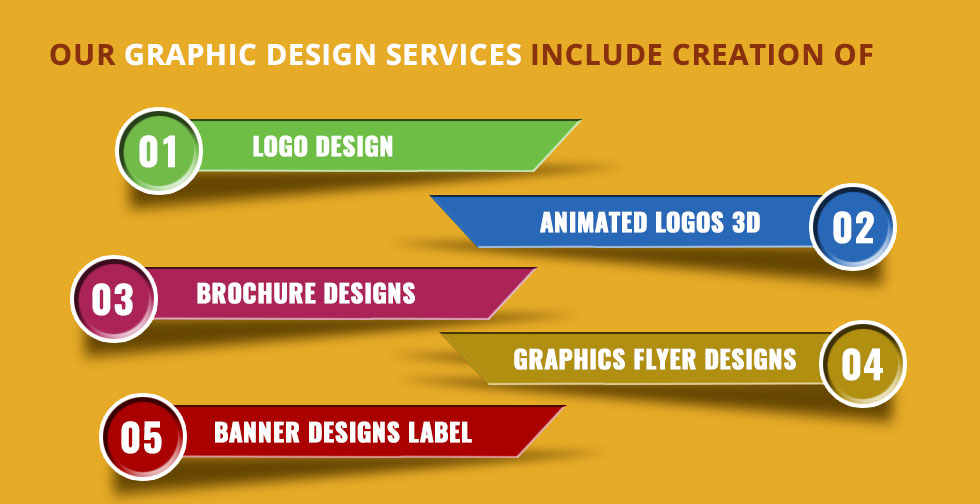 OUR GRAPHIC DESIGN SERVICES INCLUDE CREATION OF
01 LOGO DESIGN
ANIMATED LOGOS 3D 02
03 BROCHURE DESIGNS
GRAPHICS FLYER DESIGNS 04
05 BANNER DESIGNS LABEL